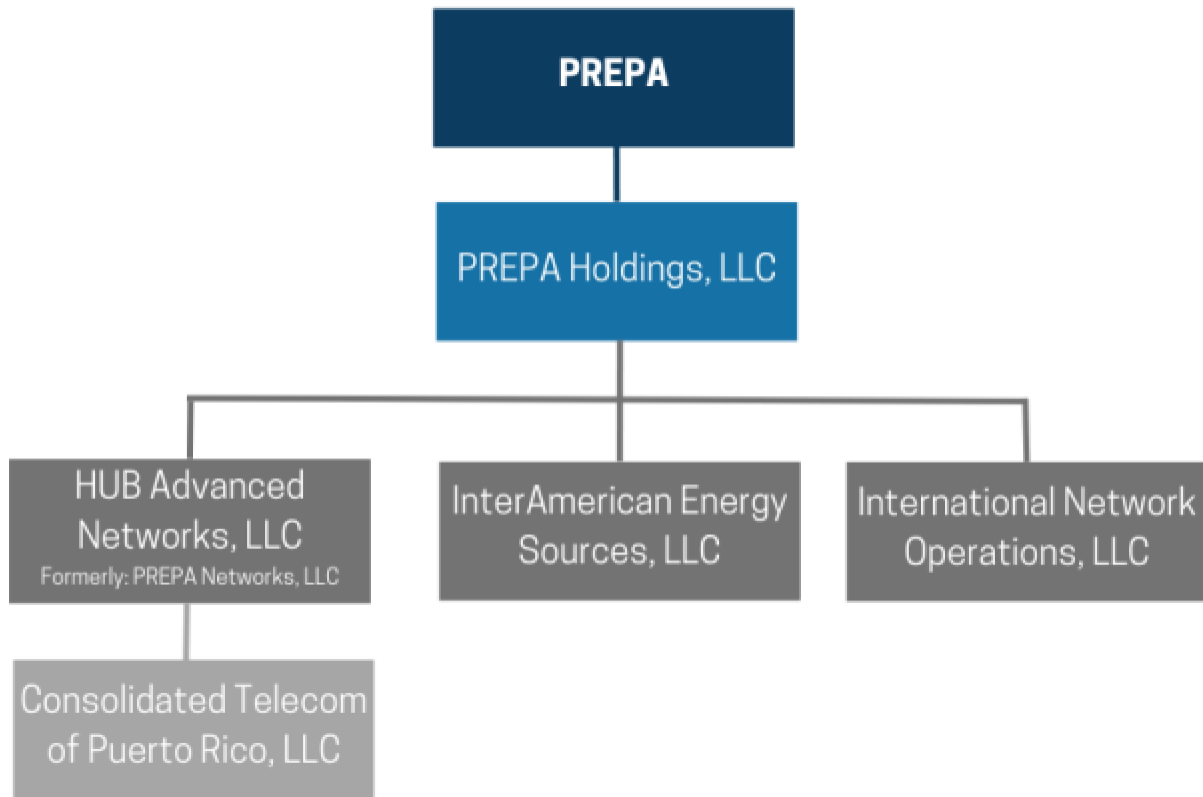 PREPA
PREPA Holdings, LLC
HUB Advanced
Networks, LLC
Formerly: PREPA Networks, LLC
InterAmerican Energy
Sources, LLC
International Network
Operations, LLC
Consolidated Telecom
of Puerto Rico, LLC